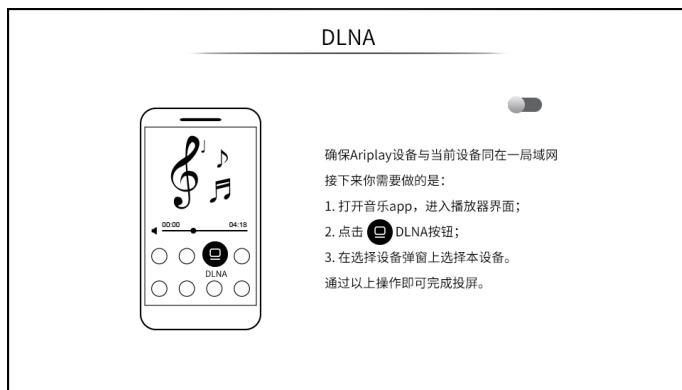 DLNA
00:00
04:18
DLNA
确保Ariplay设备与当前设备同在一局域网
接下来你需要做的是：
1. 打开音乐app，进入播放器界面；
2. 点击 DLNA按钮；
3. 在选择设备弹窗上选择本设备。
通过以上操作即可完成投屏。